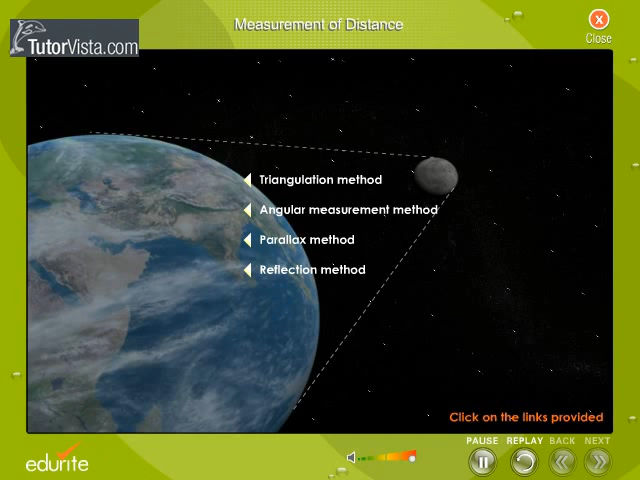 Measurement of Distance
x
Close
TutorVista.com
Triangulation method
Angular measurement method
Parallax method
Reflection method
Click on the links provided
PAUSE REPLAY BACK NEXT
edurite